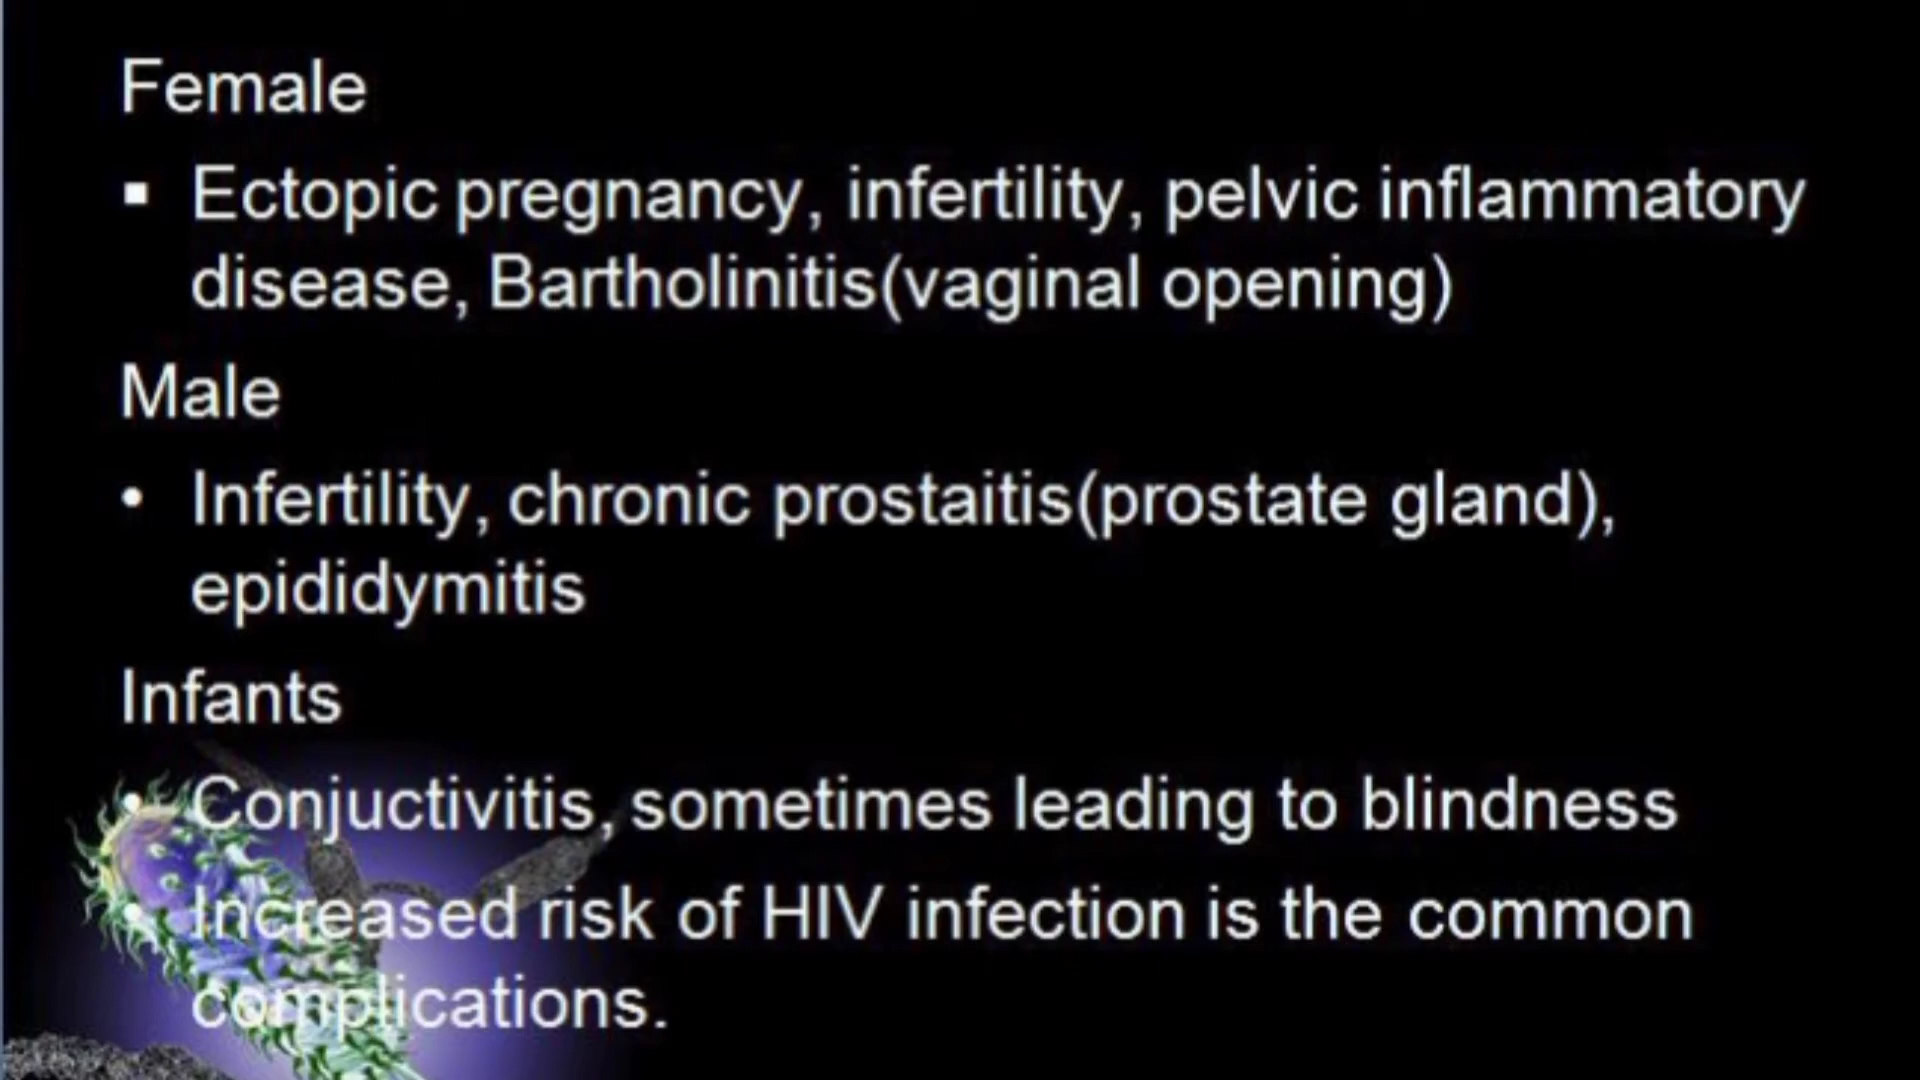 Female
▪ Ectopic pregnancy, infertility, pelvic inflammatory
disease, Bartholinitis(vaginal opening)
Male
• Infertility, chronic prostaitis(prostate gland),
epididymitis
Infants
• Conjuctivitis, sometimes leading to blindness
• Increased risk of HIV infection is the common
complications.